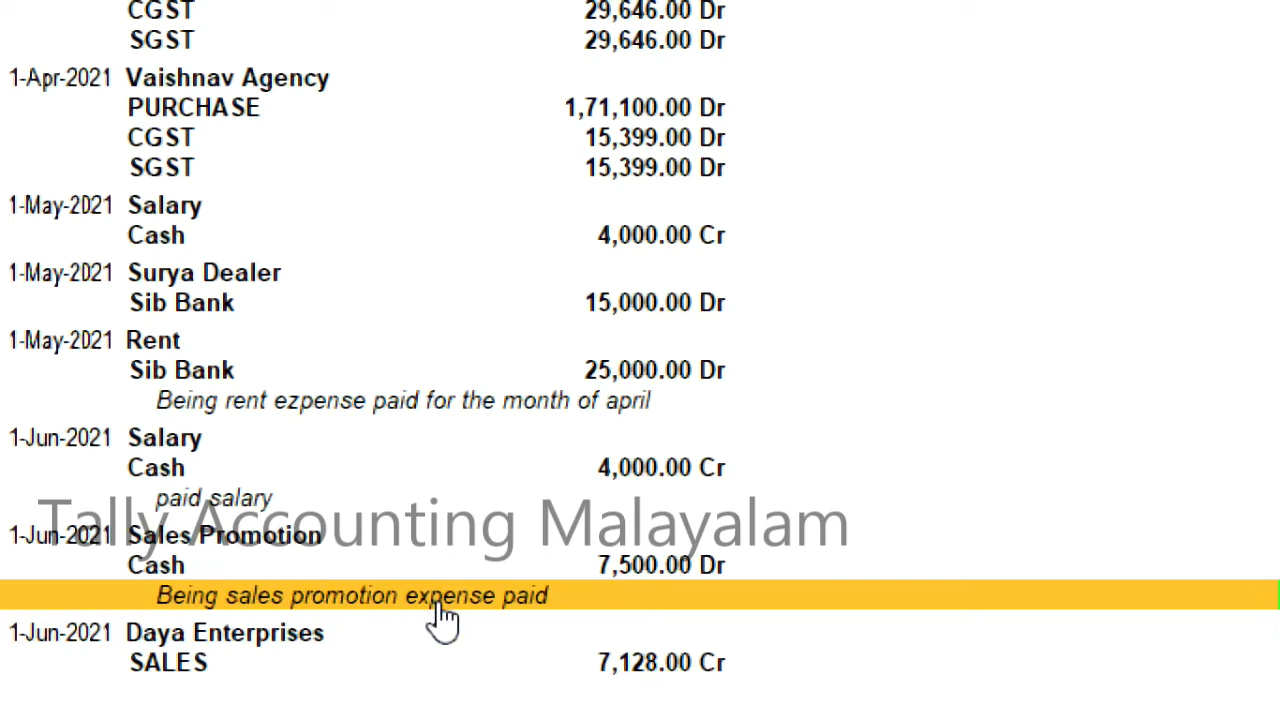 CGST 29,646.00 Dr
SGST 29,646.00 Dr
1-Apr-2021 Vaishnav Agency
PURCHASE 1,71,100.00 Dr
CGST 15,399.00 Dr
SGST 15,399.00 Dr
1-May-2021 Salary
Cash 4,000.00 Cr
1-May-2021 Surya Dealer
Sib Bank 15,000.00 Dr
1-May-2021 Rent
Sib Bank 25,000.00 Dr
Being rent ezpense paid for the month of april
1-Jun-2021 Salary
Cash 4,000.00 Cr
paid salary
Tally Accounting Malayalam
1-Jun-2021 Sales Promotion
Cash 7,500.00 Dr
Being sales promotion expense paid
1-Jun-2021 Daya Enterprises
SALES 7,128.00 Cr